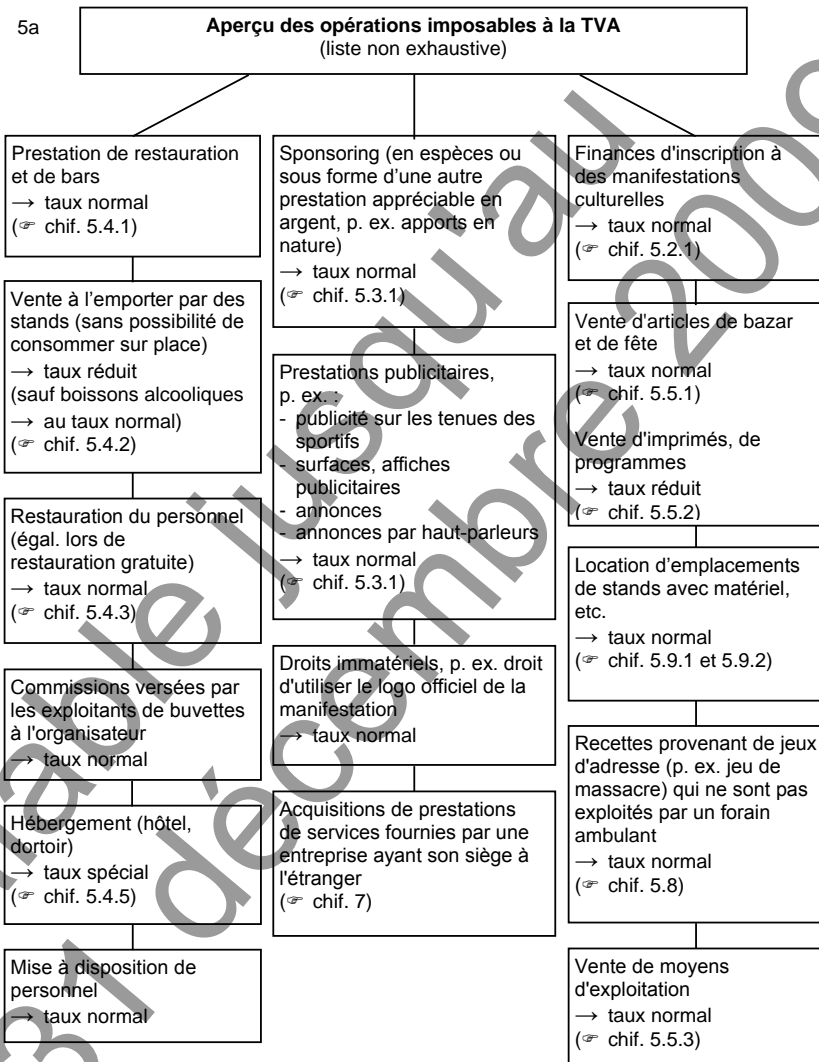 5a
Aperçu des opérations imposables à la TVA
(liste non exhaustive)
Prestation de restauration
et de bars
→ taux normal
(☞ chif. 5.4.1)
Vente à l'emporter par des
stands (sans possibilité de
consommer sur place)
→ taux réduit
(sauf boissons alcooliques
→ au taux normal)
(☞ chif. 5.4.2)
Restauration du personnel
(égal. lors de
restauration gratuite)
→ taux normal
(☞ chif. 5.4.3)
Commissions versées par
les exploitants de buvettes
à l'organisateur
→ taux normal
Hébergement (hôtel,
dortoir)
→ taux spécial
(☞ chif. 5.4.5)
Mise à disposition de
personnel
→ taux normal
Sponsoring (en espèces ou
sous forme d'une autre
prestation appréciable en
argent, p. ex. apports en
nature)
→ taux normal
(☞ chif. 5.3.1)
Prestations publicitaires,
p. ex. :
- publicité sur les tenues des
sportifs
- surfaces, affiches
publicitaires
- annonces
- annonces par haut-parleurs
→ taux normal
(☞ chif. 5.3.1)
Droits immatériels, p. ex. droit
d'utiliser le logo officiel de la
manifestation
→ taux normal
Acquisitions de prestations
de services fournies par une
entreprise ayant son siège à
l'étranger
(☞ chif. 7)
Finances d'inscription à
des manifestations
culturelles
→ taux normal
(☞ chif. 5.2.1)
Vente d'articles de bazar
et de fête
→ taux normal
(☞ chif. 5.5.1)
Vente d'imprimés, de
programmes
→ taux réduit
(☞ chif. 5.5.2)
Location d'emplacements
de stands avec matériel,
etc.
→ taux normal
(☞ chif. 5.9.1 et 5.9.2)
Recettes provenant de jeux
d'adresse (p. ex. jeu de
massacre) qui ne sont pas
exploités par un forain
ambulant
→ taux normal
(☞ chif. 5.8)
Vente de moyens
d'exploitation
→ taux normal
(☞ chif. 5.5.3)
jusqu'au
31 décembre 2009